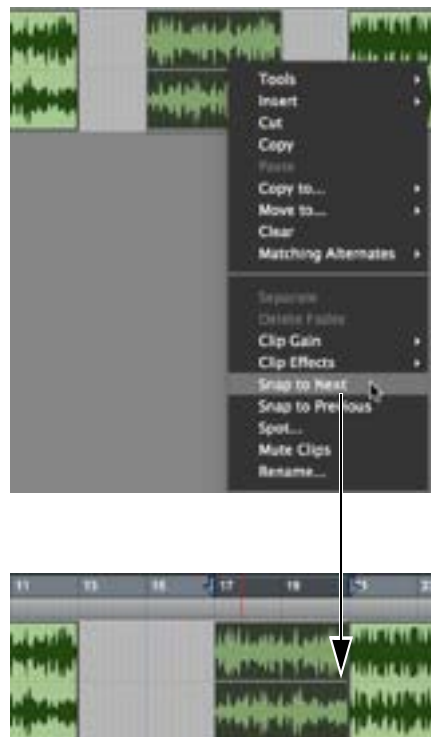 Tools
Insert
Cut
Copy
Paste
Copy to...
Move to...
Clear
Matching Alternates
Separate
Delete Fades
Clip Gain
Clip Effects
Snap to Next
Snap to Previous
Spot...
Mute Clips
Rename...
17
19